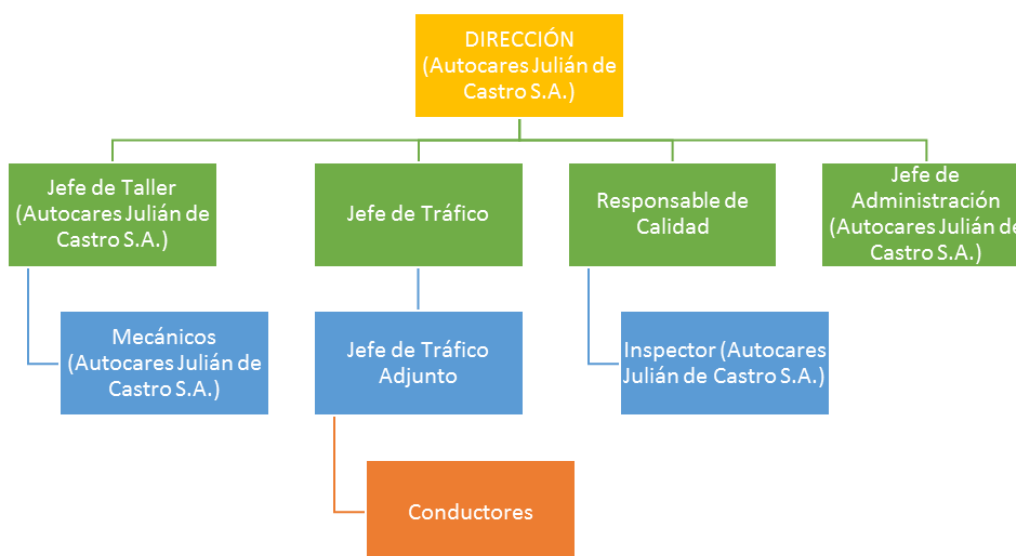 DIRECCIÓN
(Autocares Julián de
Castro S.A.)
Jefe de Taller
(Autocares Julián de
Castro S.A.)
Jefe de Tráfico
Responsable de
Calidad
Jefe de
Administración
(Autocares Julián de
Castro S.A.)
Mecánicos
(Autocares Julián de
Castro S.A.)
Jefe de Tráfico
Adjunto
Inspector (Autocares
Julián de Castro S.A.)
Conductores